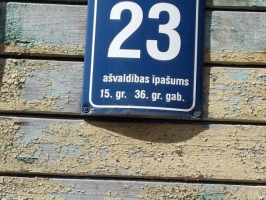 23
ašvaldības īpašums
15. gr. 36. gr. gab.